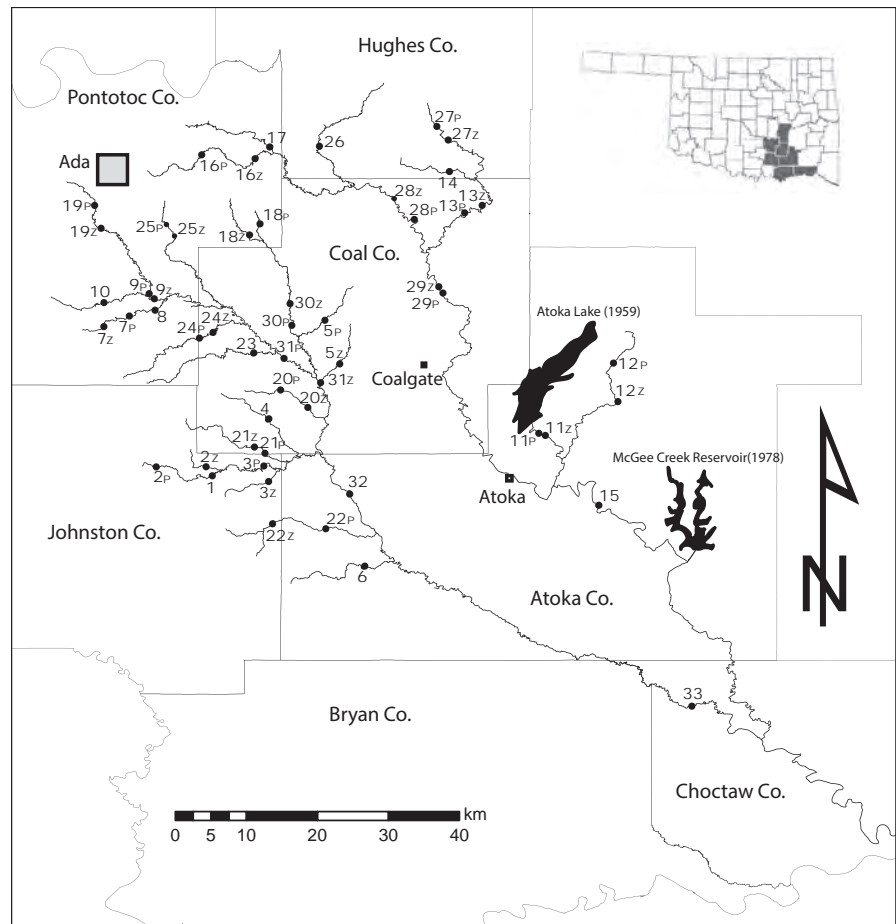 Hughes Co.
Pontotoc Co.
27P
27Z
17
26
Ada
16P
16Z
14
28Z
13Z
13P
28P
19P
19Z
25P
25Z
18P
18Z
Coal Co.
29Z
29P
9P
9Z
10
8
7P
7Z
30Z
30P
5P
Atoka Lake (1959)
24Z
24P
23
31P
5Z
31Z
Coalgate
12P
12Z
20P
20Z
4
21Z
21P
11P
11Z
McGee Creek Reservoir(1978)
2Z
2P
1
3P
3Z
Atoka
15
32
Johnston Co.
22Z
22P
6
Atoka Co.
N
33
Bryan Co.
Choctaw Co.
km
0 5 10 20 30 40